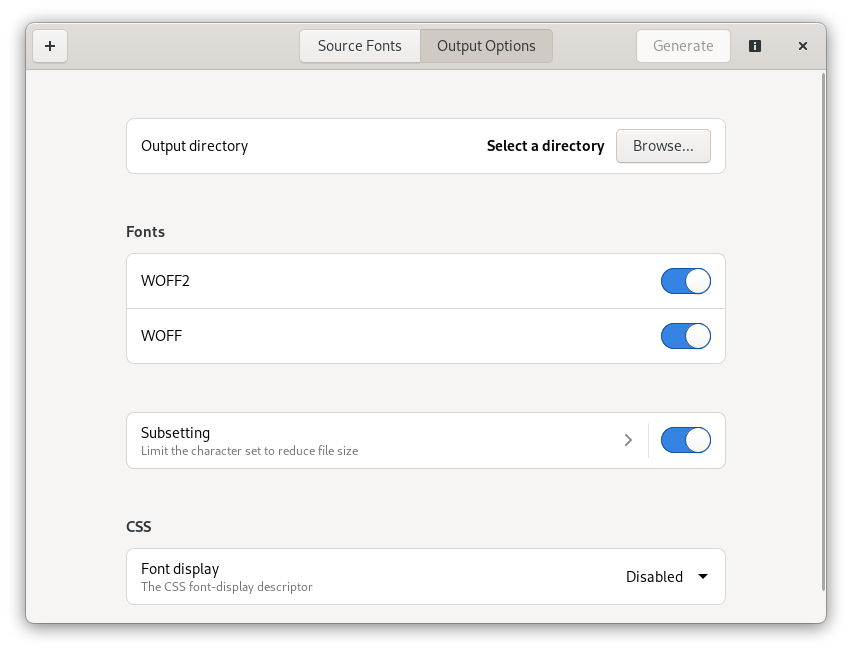 Source Fonts Output Options Generate
Output directory Select a directory Browse...
Fonts
WOFF2
WOFF
Subsetting
Limit the character set to reduce file size
CSS
Font display
The CSS font-display descriptor
Disabled